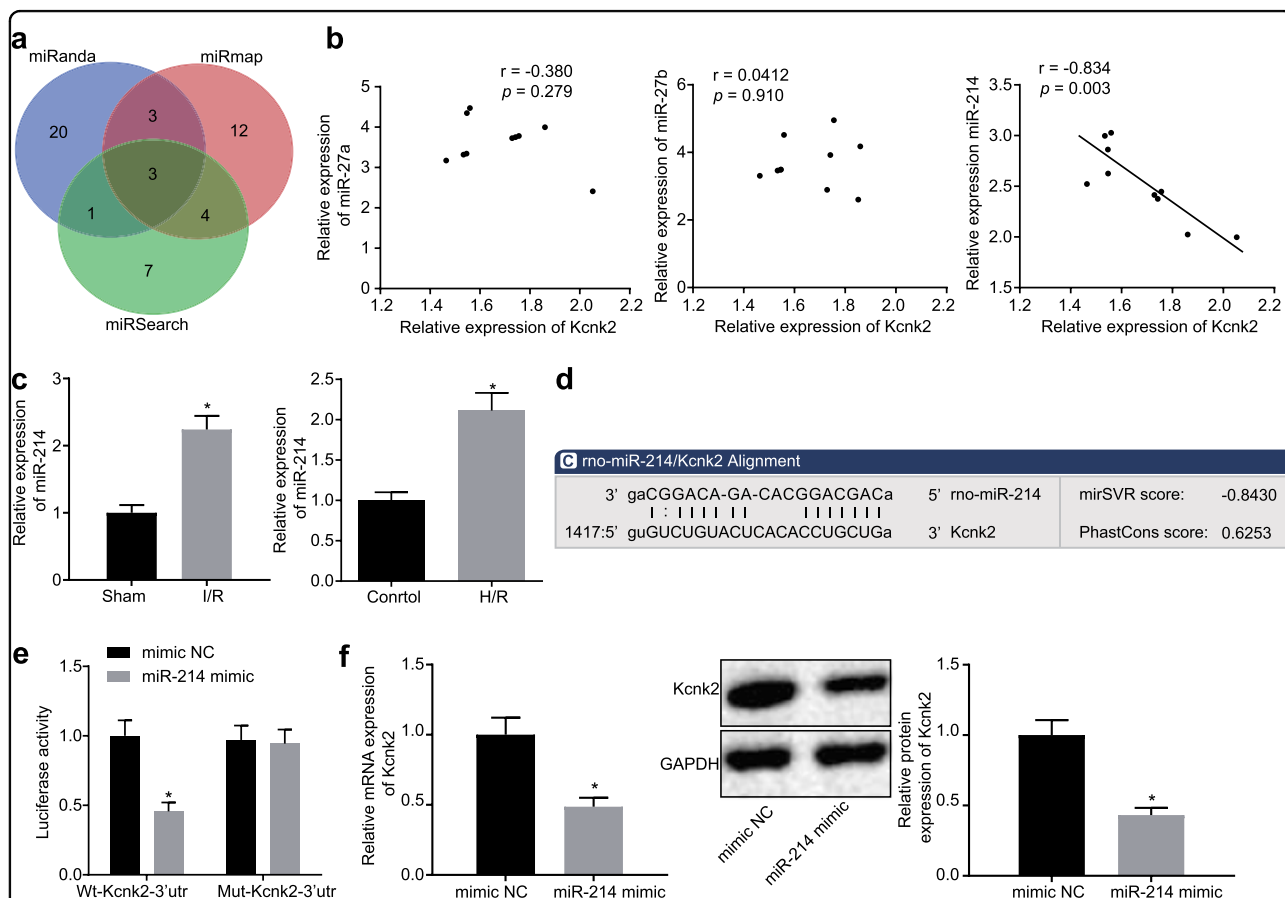 a
miRanda
miRmap
20
3
12
3
1
4
7
miRSearch
b
r = -0.380
p = 0.279
Relative expression
of miR-27a
5
4
3
2
1
0
1.2 1.4 1.6 1.8 2.0 2.2
Relative expression of Kcnk2
r = 0.0412
p = 0.910
Relative expression of miR-27b
6
4
2
0
1.2 1.4 1.6 1.8 2.0 2.2
Relative expression of Kcnk2
r = -0.834
p = 0.003
Relative expression miR-214
3.5
3.0
2.5
2.0
1.5
1.2 1.4 1.6 1.8 2.0 2.2
Relative expression of Kcnk2
c
Relative expression
of miR-214
3
2
1
0
*
Sham I/R
Relative expression
of miR-214
2.5
2.0
1.5
1.0
0.5
0.0
*
Conrtol H/R
d
C rno-miR-214/Kcnk2 Alignment
3' gaCGGACA-GA-CACGGACGACa 5' rno-miR-214 mirSVR score: -0.8430
| : | | | | | | | | | | | | |
1417:5' guGUCUGUACUCACACCUGCUGa 3' Kcnk2 PhastCons score: 0.6253
e
mimic NC
miR-214 mimic
Luciferase activity
1.5
1.0
0.5
0
*
Wt-Kcnk2-3'utr Mut-Kcnk2-3'utr
f
Relative mRNA expression
of Kcnk2
1.5
1.0
0.5
0
*
mimic NC miR-214 mimic
Kcnk2
GAPDH
mimic NC
miR-214 mimic
Relative protein
expression of Kcnk2
1.5
1.0
0.5
0
*
mimic NC miR-214 mimic